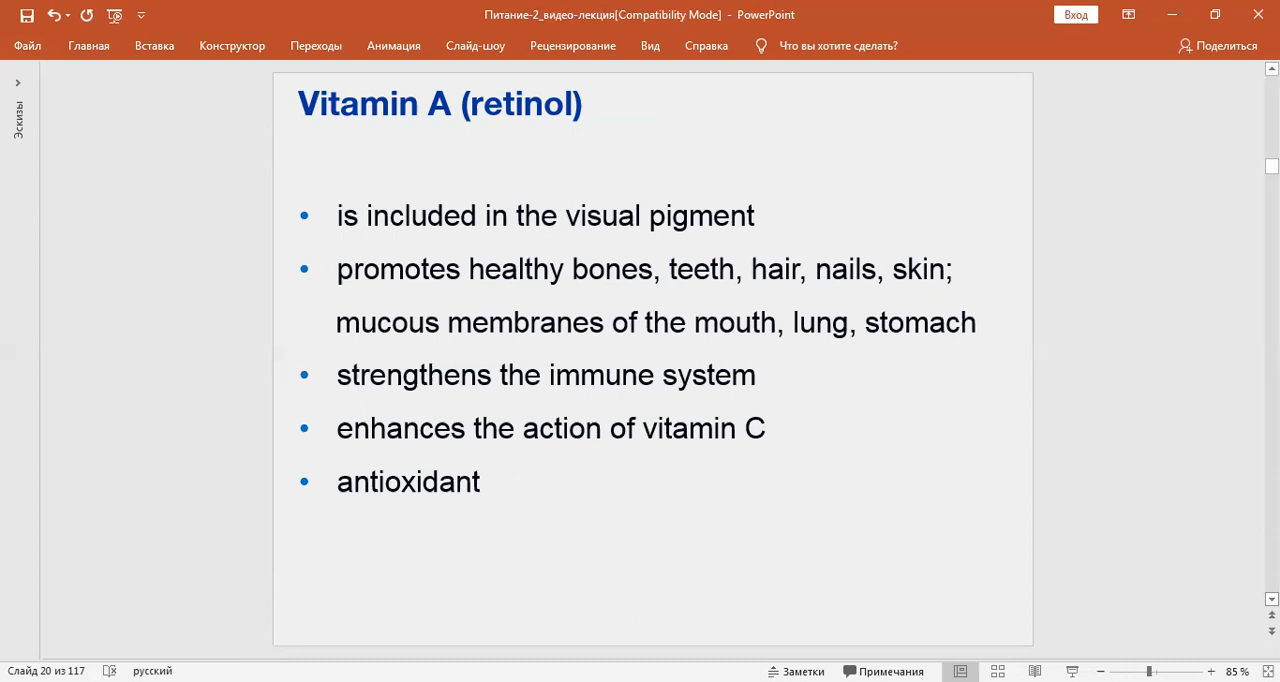 Питание-2_видео-лекция[Compatibility Mode] - PowerPoint
Вход
Файл Главная Вставка Конструктор Переходы Анимация Слайд-шоу Рецензирование Вид Справка Что вы хотите сделать? Поделиться
Эскизы
Vitamin A (retinol)
• is included in the visual pigment
• promotes healthy bones, teeth, hair, nails, skin;
mucous membranes of the mouth, lung, stomach
• strengthens the immune system
• enhances the action of vitamin C
• antioxidant
Слайд 20 из 117 русский Заметки Примечания 85 %